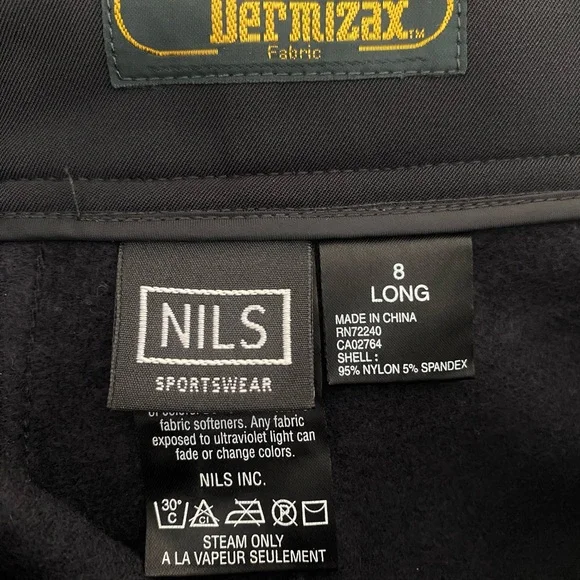 Dermizax™
Fabric
NILS
SPORTSWEAR
8
LONG
MADE IN CHINA
RN72240
CA02764
SHELL :
95% NYLON 5% SPANDEX
fabric softeners. Any fabric
exposed to ultraviolet light can
fade or change colors.
NILS INC.
30°
C
Cl
P
STEAM ONLY
A LA VAPEUR SEULEMENT